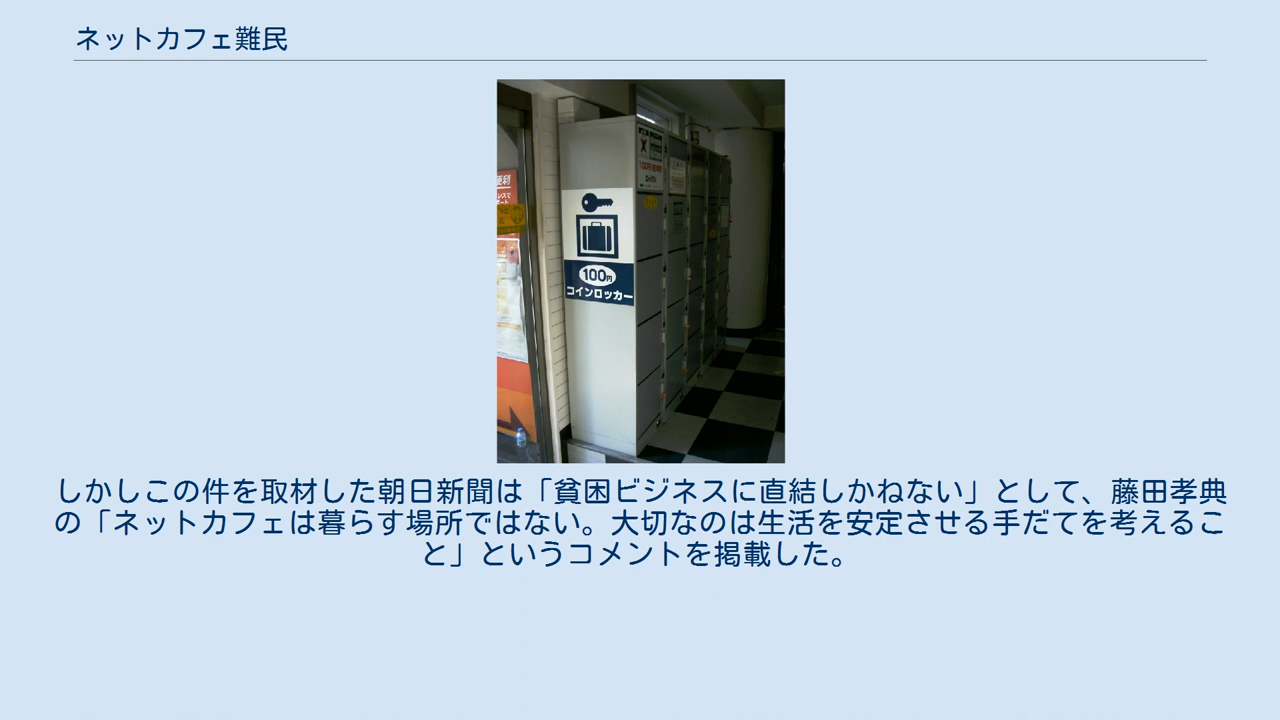 ネットカフェ難民
便利
100円
コインロッカー
しかしこの件を取材した朝日新聞は「貧困ビジネスに直結しかねない」として、藤田孝典
の「ネットカフェは暮らす場所ではない。大切なのは生活を安定させる手だてを考えるこ
と」というコメントを掲載した。